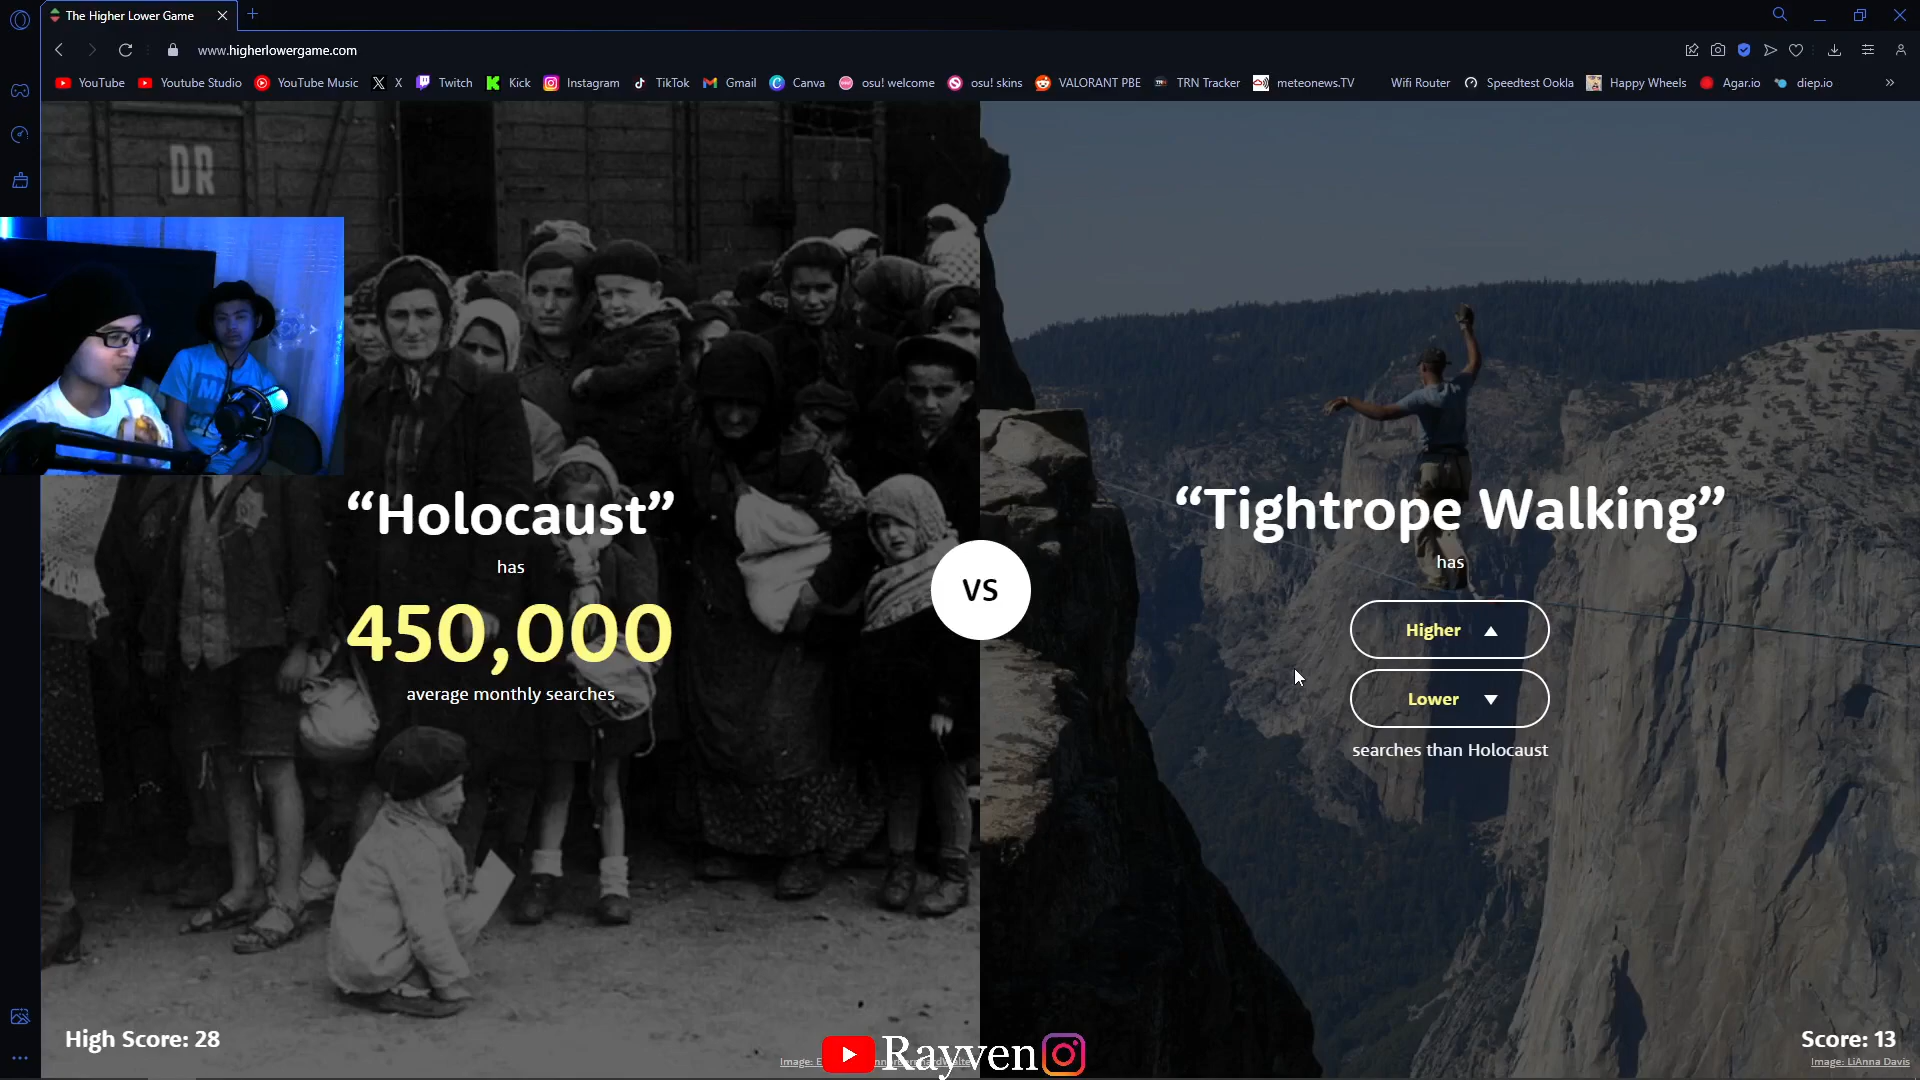 The Higher Lower Game
www.higherlowergame.com
YouTube
Youtube Studio
YouTube Music
X
Twitch
Kick
Instagram
TikTok
Gmail
Canva
osu! welcome
osu! skins
VALORANT PBE
TRN Tracker
meteonews.TV
Wifi Router
Speedtest Ookla
Happy Wheels
Agar.io
diep.io
DR
“Holocaust”
has
450,000
average monthly searches
VS
“Tightrope Walking”
has
Higher
Lower
searches than Holocaust
High Score: 28
Rayven
Score: 13
Image: LiAnna Davis